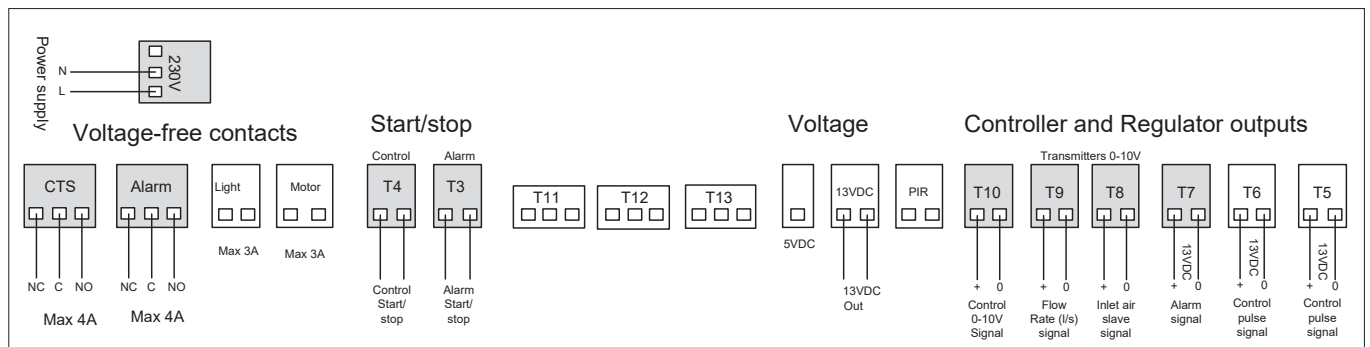 Power supply
N
L
230V
Voltage-free contacts
Start/stop
Voltage
Controller and Regulator outputs
Control
Alarm
Transmitters 0-10V
CTS
Alarm
Light
Motor
T4
T3
T11
T12
T13
13VDC
PIR
T10
T9
T8
T7
T6
T5
5VDC
Max 3A
Max 3A
13VDC
13VDC
13VDC
NC
C
NO
NC
C
NO
+
0
+
0
+
0
+
0
+
0
+
0
Max 4A
Max 4A
Control
Start/
stop
Alarm
Start/
stop
13VDC
Out
Control
0-10V
Signal
Flow
Rate (l/s)
signal
Inlet air
slave
signal
Alarm
signal
Control
pulse
signal
Control
pulse
signal